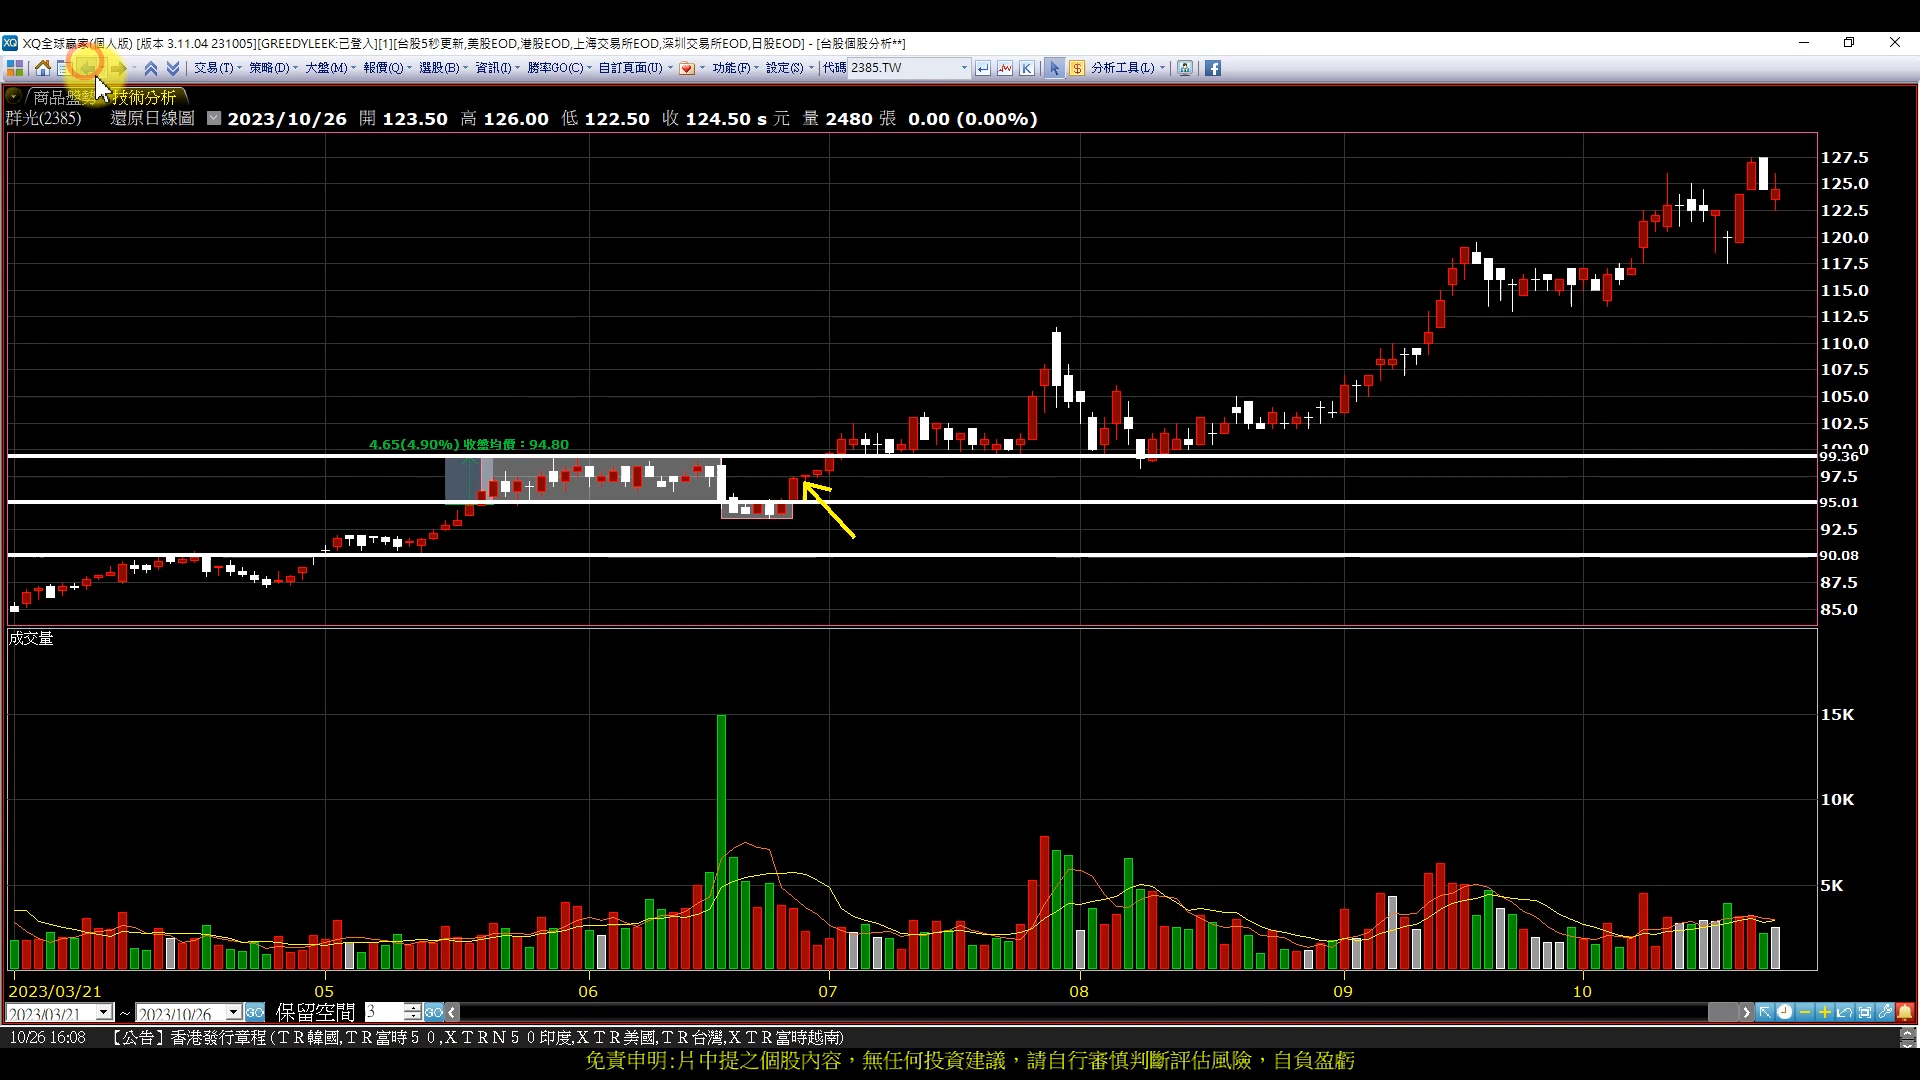 XQ全球贏家(個人版) [版本 3.11.04 231005][GREEDYLEEK:已登入][1][台股5秒更新,美股EOD,港股EOD,上海交易所EOD,深圳交易所EOD,日股EOD] - [台股個股分析**]
交易(T) 策略(D) 大盤(M) 報價(Q) 選股(B) 資訊(I) 勝率GO(C) 自訂頁面(U) 功能(F) 設定(S) 代碼 2385.TW K $ 分析工具(L)
商品盤勢 技術分析
群光(2385) 還原日線圖 2023/10/26 開 123.50 高 126.00 低 122.50 收 124.50 s 元 量 2480 張 0.00 (0.00%)
127.5
125.0
122.5
120.0
117.5
115.0
112.5
110.0
107.5
105.0
102.5
4.65(4.90%) 收盤均價:94.80
99.36
97.5
95.01
92.5
90.08
87.5
85.0
成交量
15K
10K
5K
2023/03/21 05 06 07 08 09 10
2023/03/21 ~ 2023/10/26 GO 保留空間 3 GO
10/26 16:08 【公告】香港發行章程(TR韓國,TR富時50,XTRN50印度,XTR美國,TR台灣,XTR富時越南)
免責申明:片中提之個股內容,無任何投資建議,請自行審慎判斷評估風險,自負盈虧